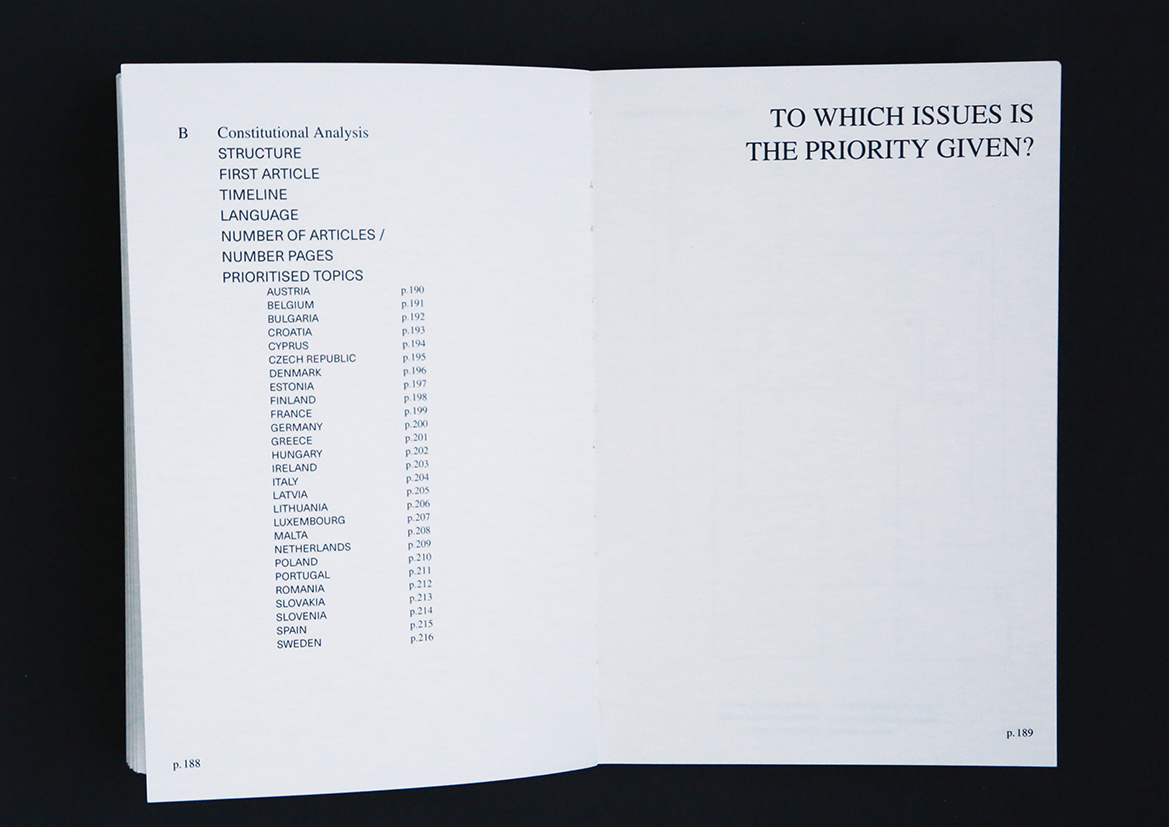 B Constitutional Analysis
STRUCTURE
FIRST ARTICLE
TIMELINE
LANGUAGE
NUMBER OF ARTICLES /
NUMBER PAGES
PRIORITISED TOPICS
AUSTRIA p.190
BELGIUM p.191
BULGARIA p.192
CROATIA p.193
CYPRUS p.194
CZECH REPUBLIC p.195
DENMARK p.196
ESTONIA p.197
FINLAND p.198
FRANCE p.199
GERMANY p.200
GREECE p.201
HUNGARY p.202
IRELAND p.203
ITALY p.204
LATVIA p.205
LITHUANIA p.206
LUXEMBOURG p.207
MALTA p.208
NETHERLANDS p.209
POLAND p.210
PORTUGAL p.211
ROMANIA p.212
SLOVAKIA p.213
SLOVENIA p.214
SPAIN p.215
SWEDEN p.216
p. 188
TO WHICH ISSUES IS
THE PRIORITY GIVEN?
p. 189